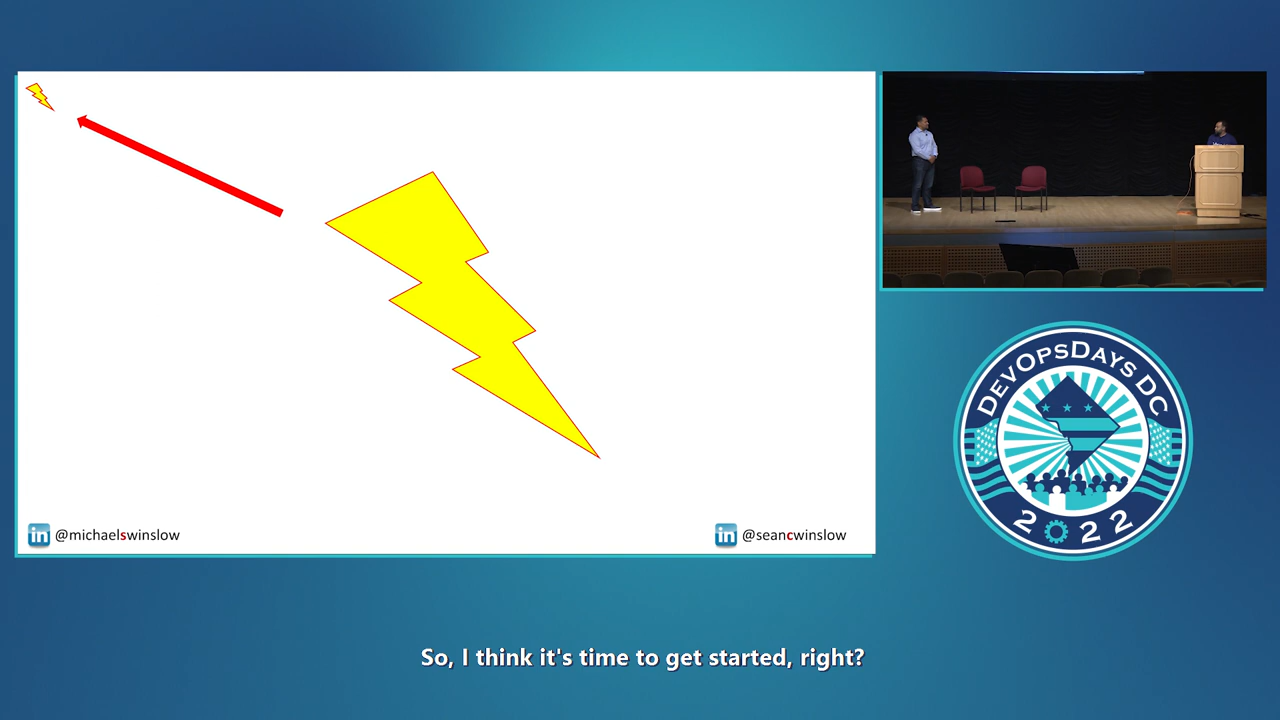 @michaelswinslow
@seancwinslow
DEVOPSDAYS DC
2022
So, I think it's time to get started, right?